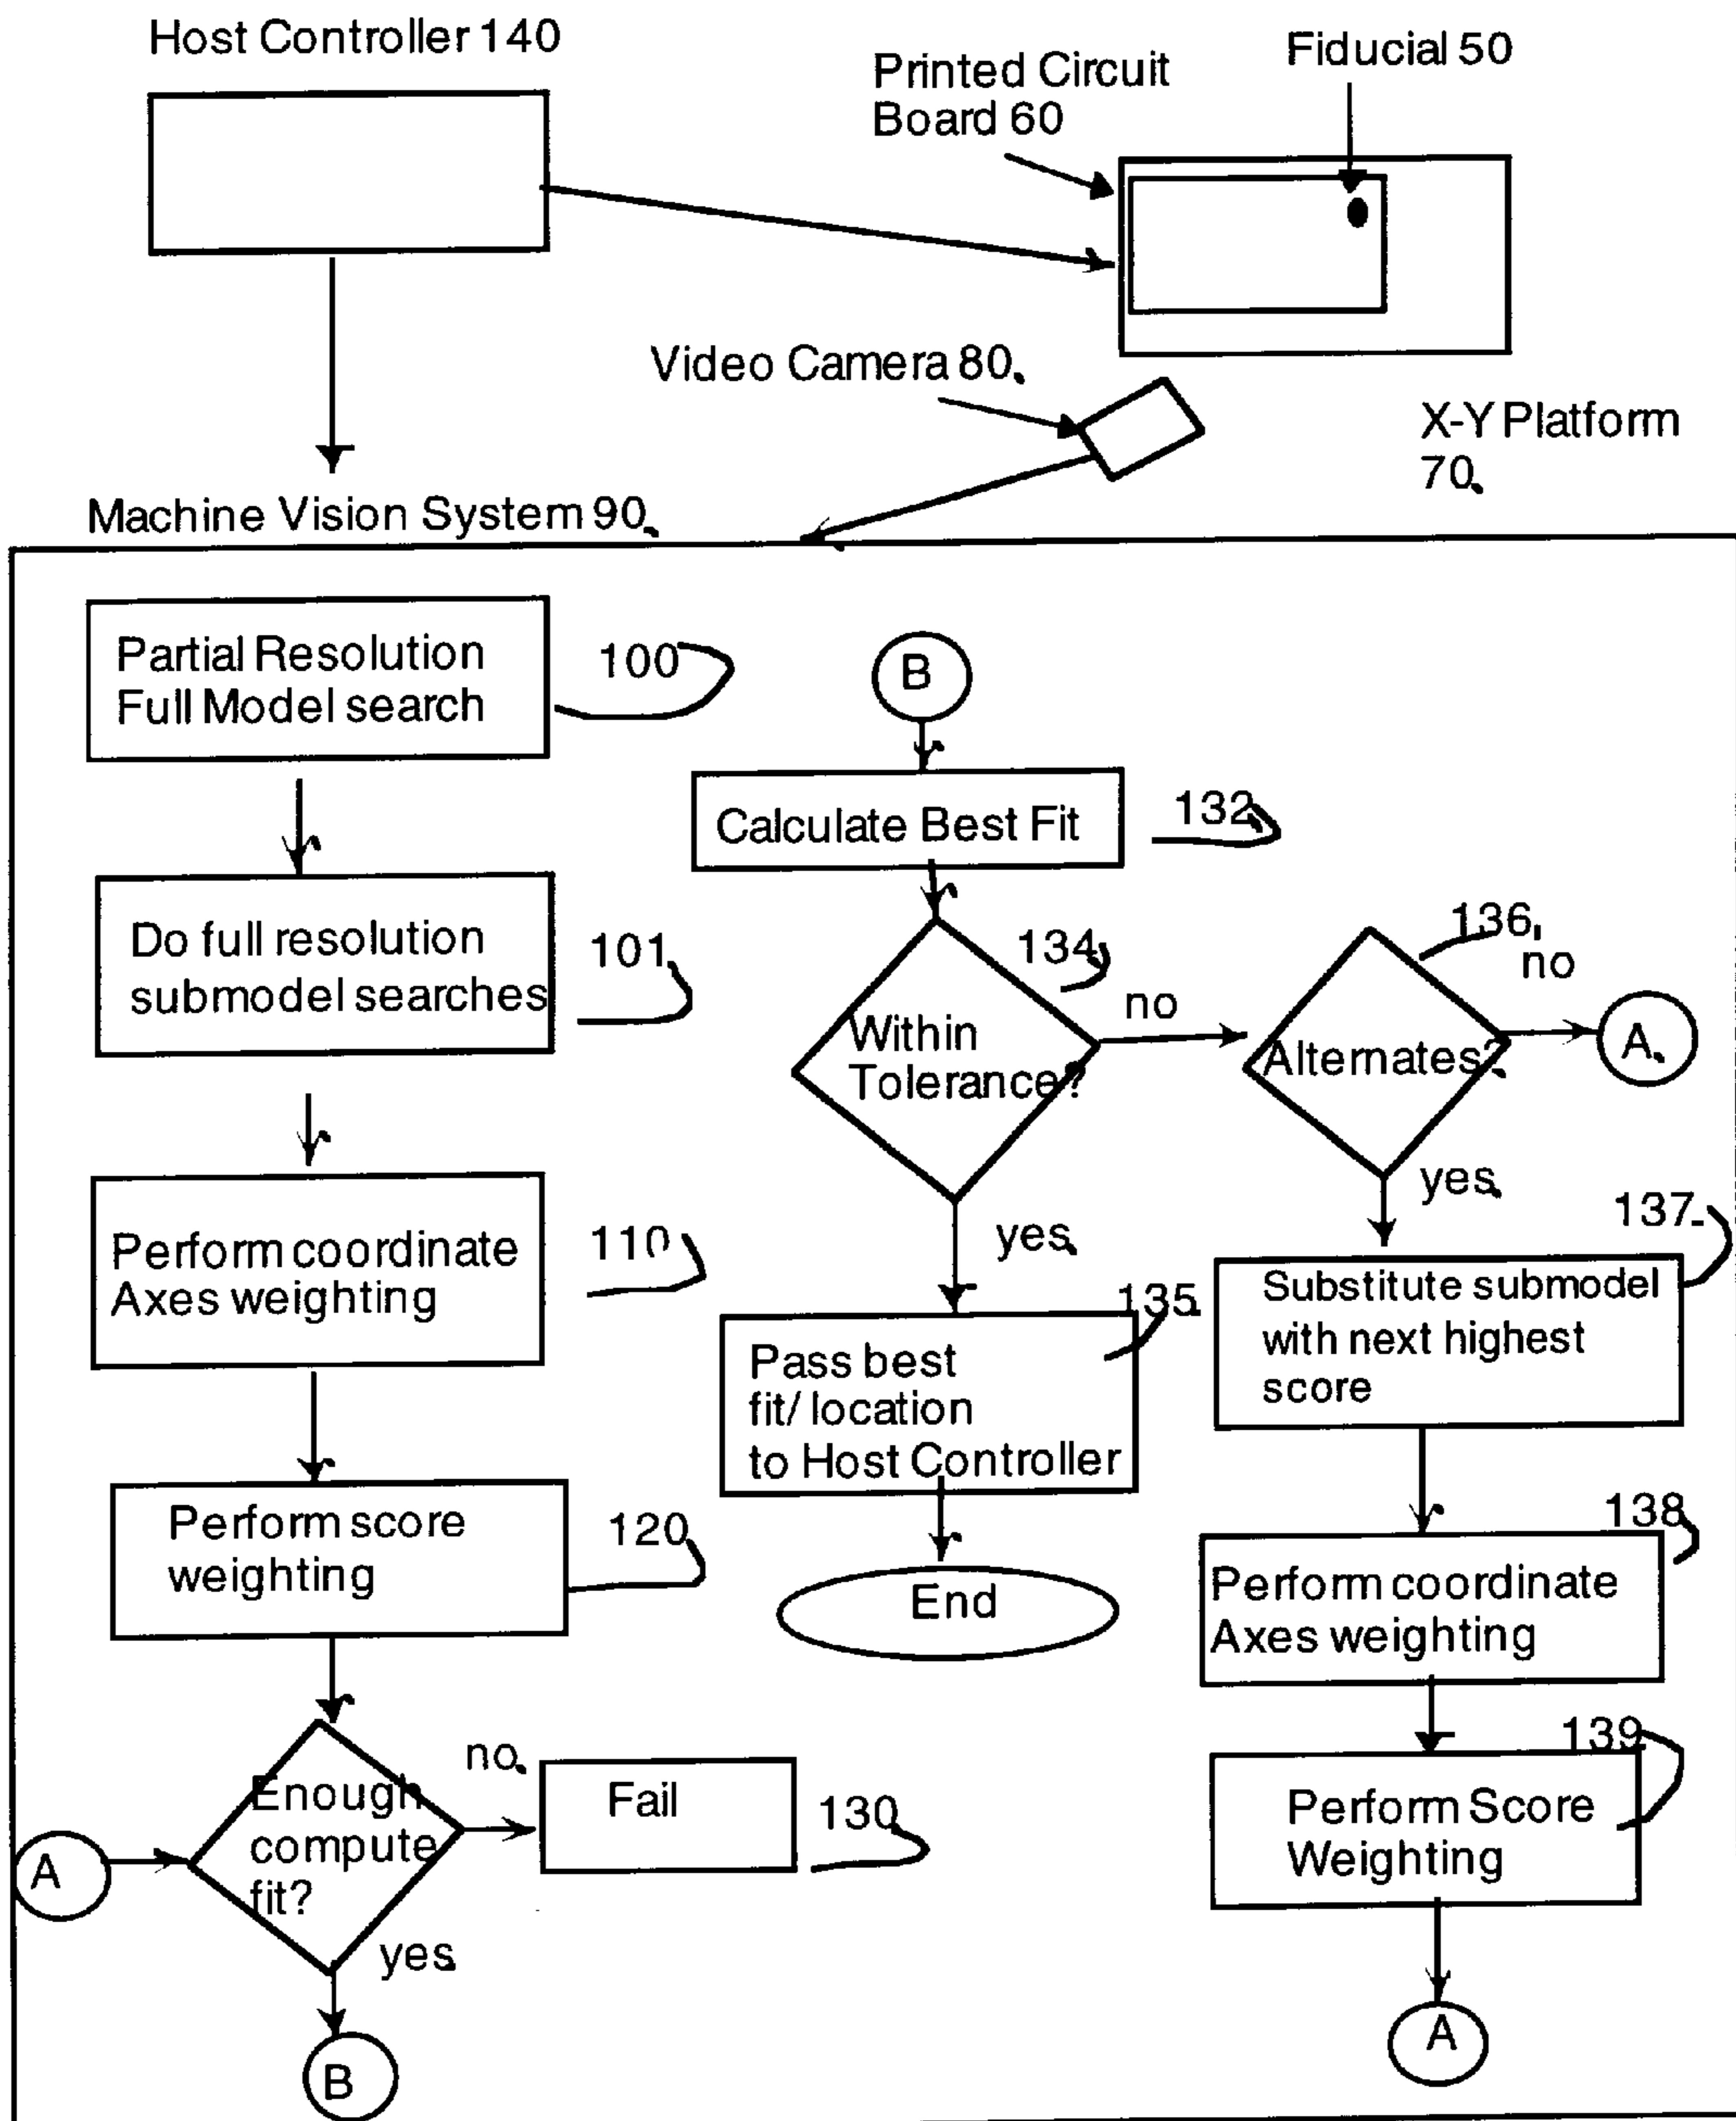 Host Controller 140
Printed Circuit
Board 60
Fiducial 50
Video Camera 80
X-Y Platform
70
Machine Vision System 90
Partial Resolution
Full Model search
100
Do full resolution
submodel searches
101
Perform coordinate
Axes weighting
110
Perform score
weighting
120
A
Enough
compute
fit?
no
Fail
130
yes
B
B
Calculate Best Fit
132
Within
Tolerance?
134
no
yes
Pass best
fit/ location
to Host Controller
135
End
Alternates?
136
no
A
yes
Substitute submodel
with next highest
score
137
Perform coordinate
Axes weighting
138
Perform Score
Weighting
139
A